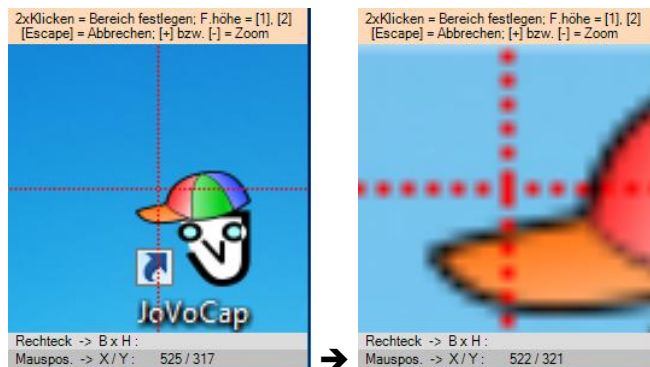 2xKlicken = Bereich festlegen; F.höhe = [1], [2]
[Escape] = Abbrechen; [+] bzw. [-] = Zoom
JoVoCap
Rechteck -> B x H :
Mauspos. -> X / Y : 525 / 317
➔
2xKlicken = Bereich festlegen; F.höhe = [1], [2]
[Escape] = Abbrechen; [+] bzw. [-] = Zoom
Rechteck -> B x H :
Mauspos. -> X / Y : 522 / 321